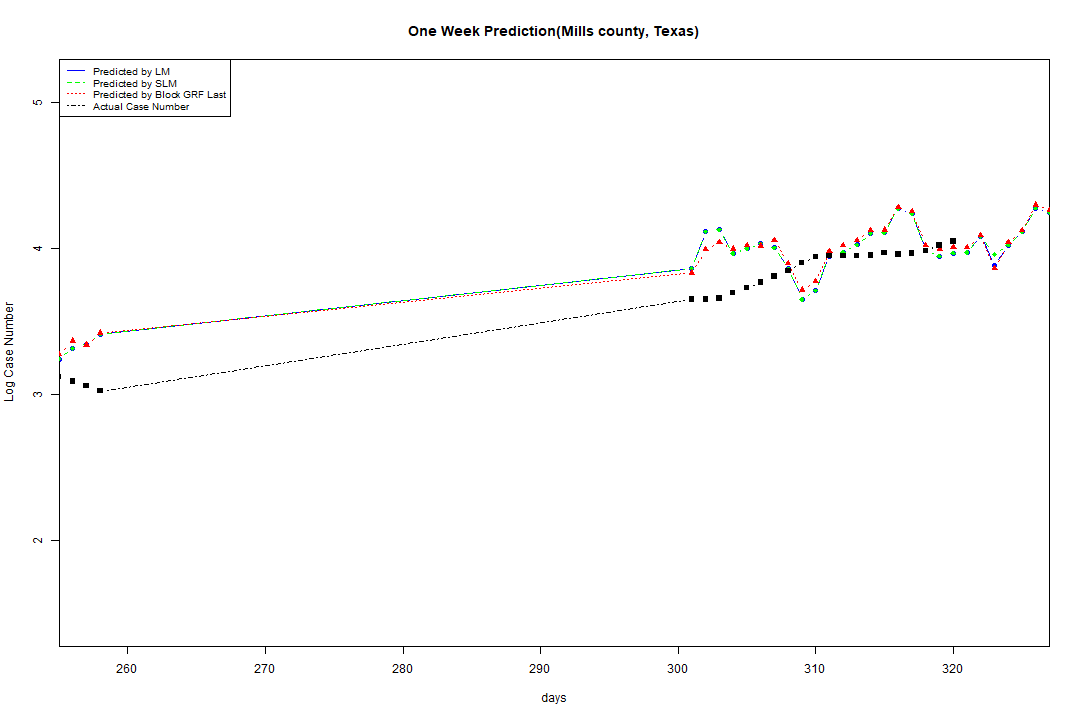 One Week Prediction(Mills county, Texas)
Predicted by LM
Predicted by SLM
Predicted by Block GRF Last
Actual Case Number
5
4
3
2
Log Case Number
260 270 280 290 300 310 320
days